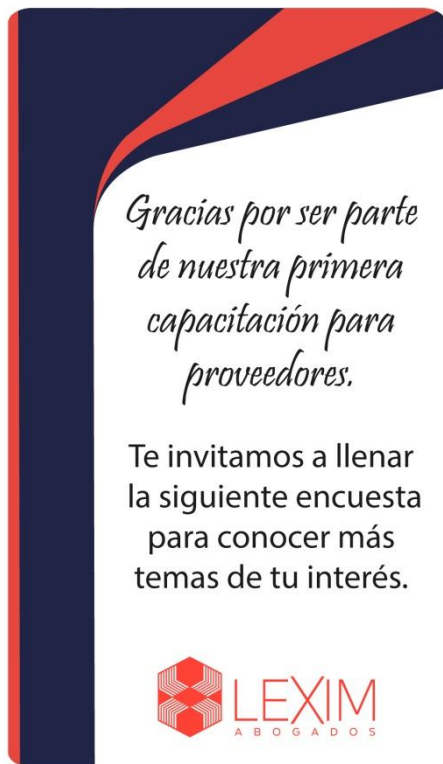 Gracias por ser parte
de nuestra primera
capacitación para
proveedores.
Te invitamos a llenar
la siguiente encuesta
para conocer más
temas de tu interés.
LEXIM
ABOGADOS